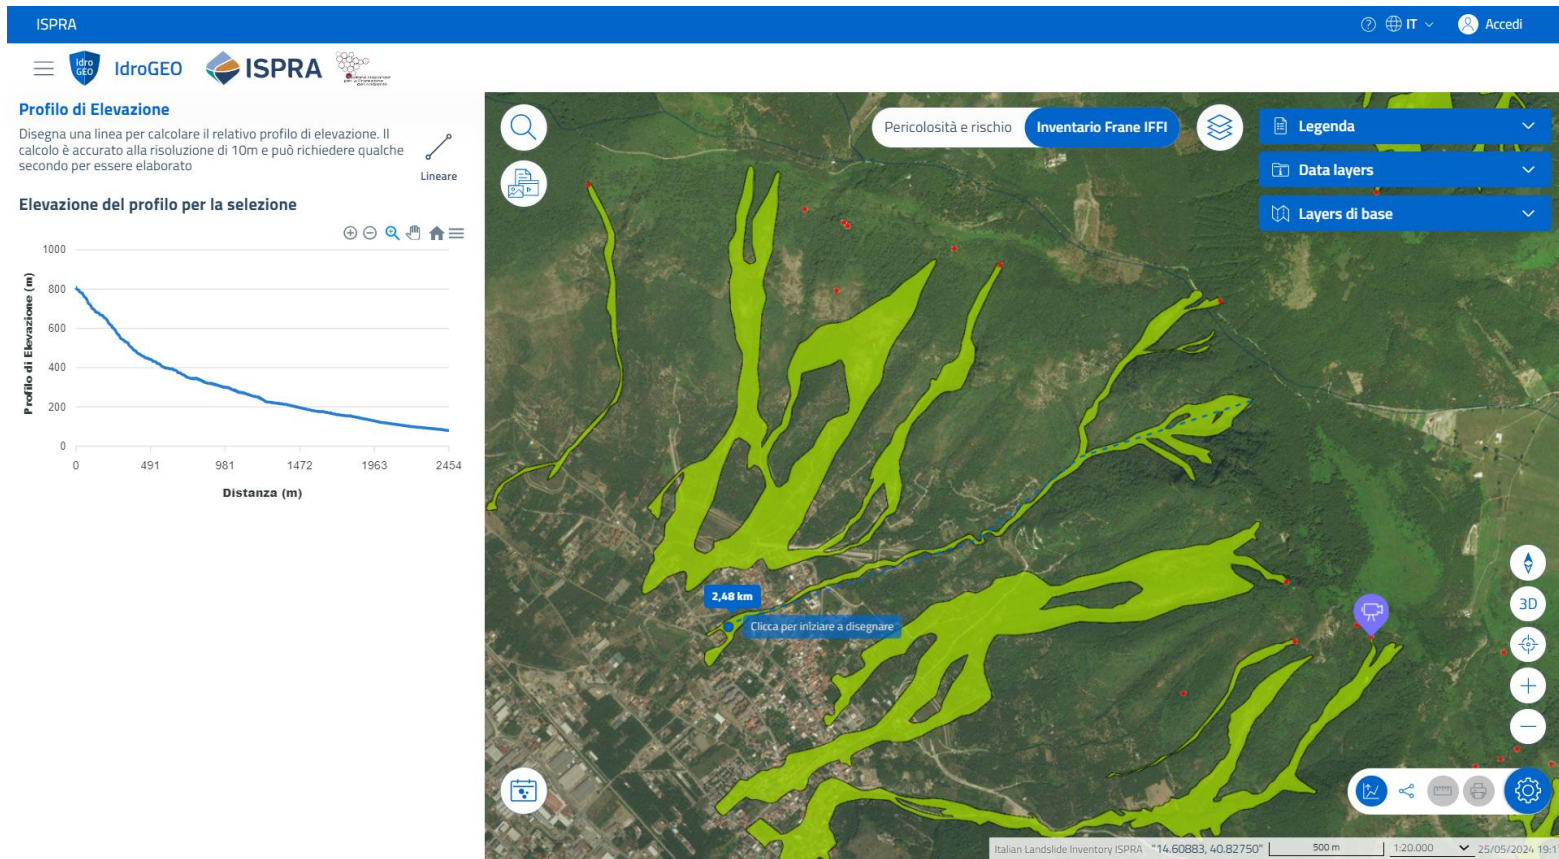 ISPRA
IT
Accedi
Idro
GEO
IdroGEO
ISPRA
Profilo di Elevazione
Disegna una linea per calcolare il relativo profilo di elevazione. Il
calcolo è accurato alla risoluzione di 10m e può richiedere qualche
secondo per essere elaborato
Lineare
Elevazione del profilo per la selezione
1000
800
600
400
200
0
Profilo di Elevazione (m)
0 491 981 1472 1963 2454
Distanza (m)
Pericolosità e rischio
Inventario Frane IFFI
Legenda
Data layers
Layers di base
2,48 km
Clicca per iniziare a disegnare
3D
Italian Landslide Inventory ISPRA
"14.60883, 40.82750"
500 m
1:20.000
25/05/2024 19:1